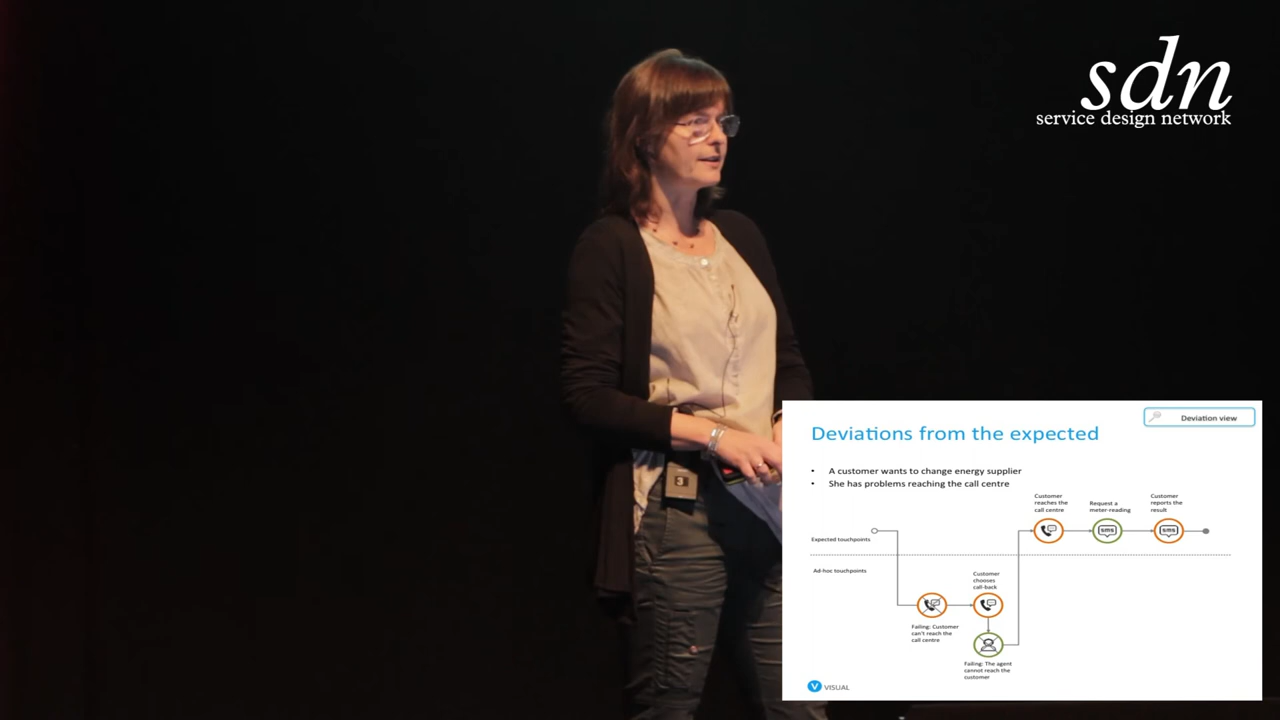 sdn
service design network
Deviation view
Deviations from the expected
• A customer wants to change energy supplier
• She has problems reaching the call centre
Customer
reaches the
call centre
Request a
meter-reading
Customer
reports the
result
sms
sms
Expected touchpoints
Ad-hoc touchpoints
Customer
chooses
call-back
Failing: Customer
can't reach the
call centre
Failing: The agent
cannot reach the
customer
V VISUAL
3